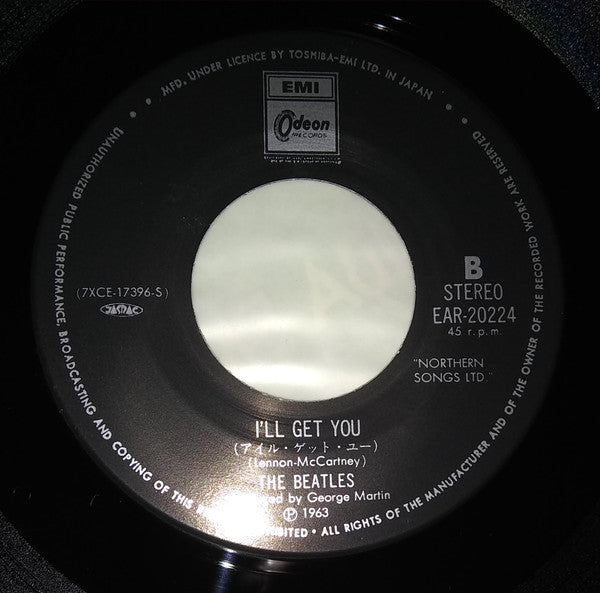 • MFD. UNDER LICENCE BY TOSHIBA-EMI LTD. IN JAPAN •
EMI
Odeon
RECORDS
(7XCE-17396-S)
JASRAC
B
STEREO
EAR-20224
45 r.p.m.
"NORTHERN
SONGS LTD."
I'LL GET YOU
(アイル・ゲット・ユー)
(Lennon-McCartney)
THE BEATLES
by George Martin
Ⓟ 1963
• ALL RIGHTS OF THE MANUFACTURER AND OF THE OWNER OF THE RECORDED WORK ARE RESERVED •
UNAUTHORIZED PUBLIC PERFORMANCE, BROADCASTING AND COPYING OF THIS